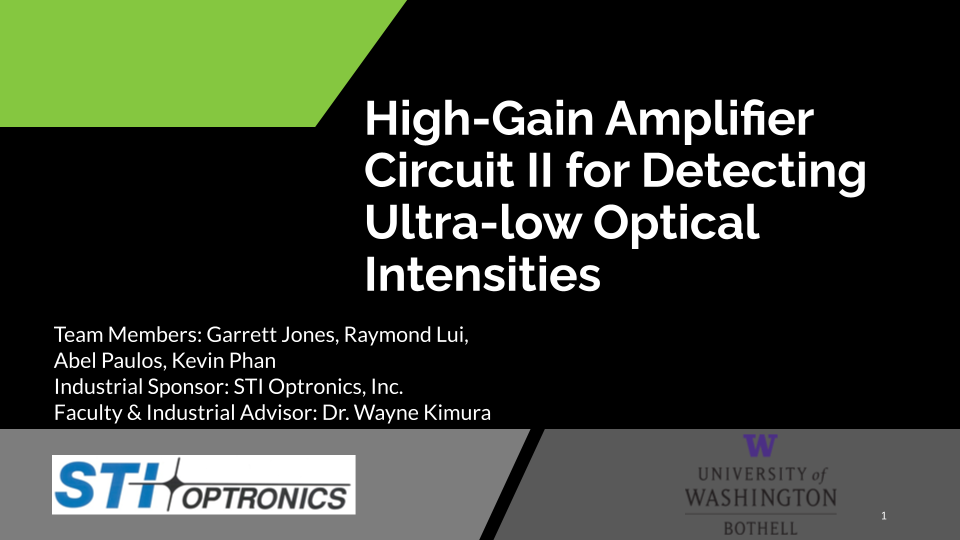 High-Gain Amplifier
Circuit II for Detecting
Ultra-low Optical
Intensities
Team Members: Garrett Jones, Raymond Lui,
Abel Paulos, Kevin Phan
Industrial Sponsor: STI Optronics, Inc.
Faculty & Industrial Advisor: Dr. Wayne Kimura
STI OPTRONICS
W
UNIVERSITY of
WASHINGTON
BOTHELL
1